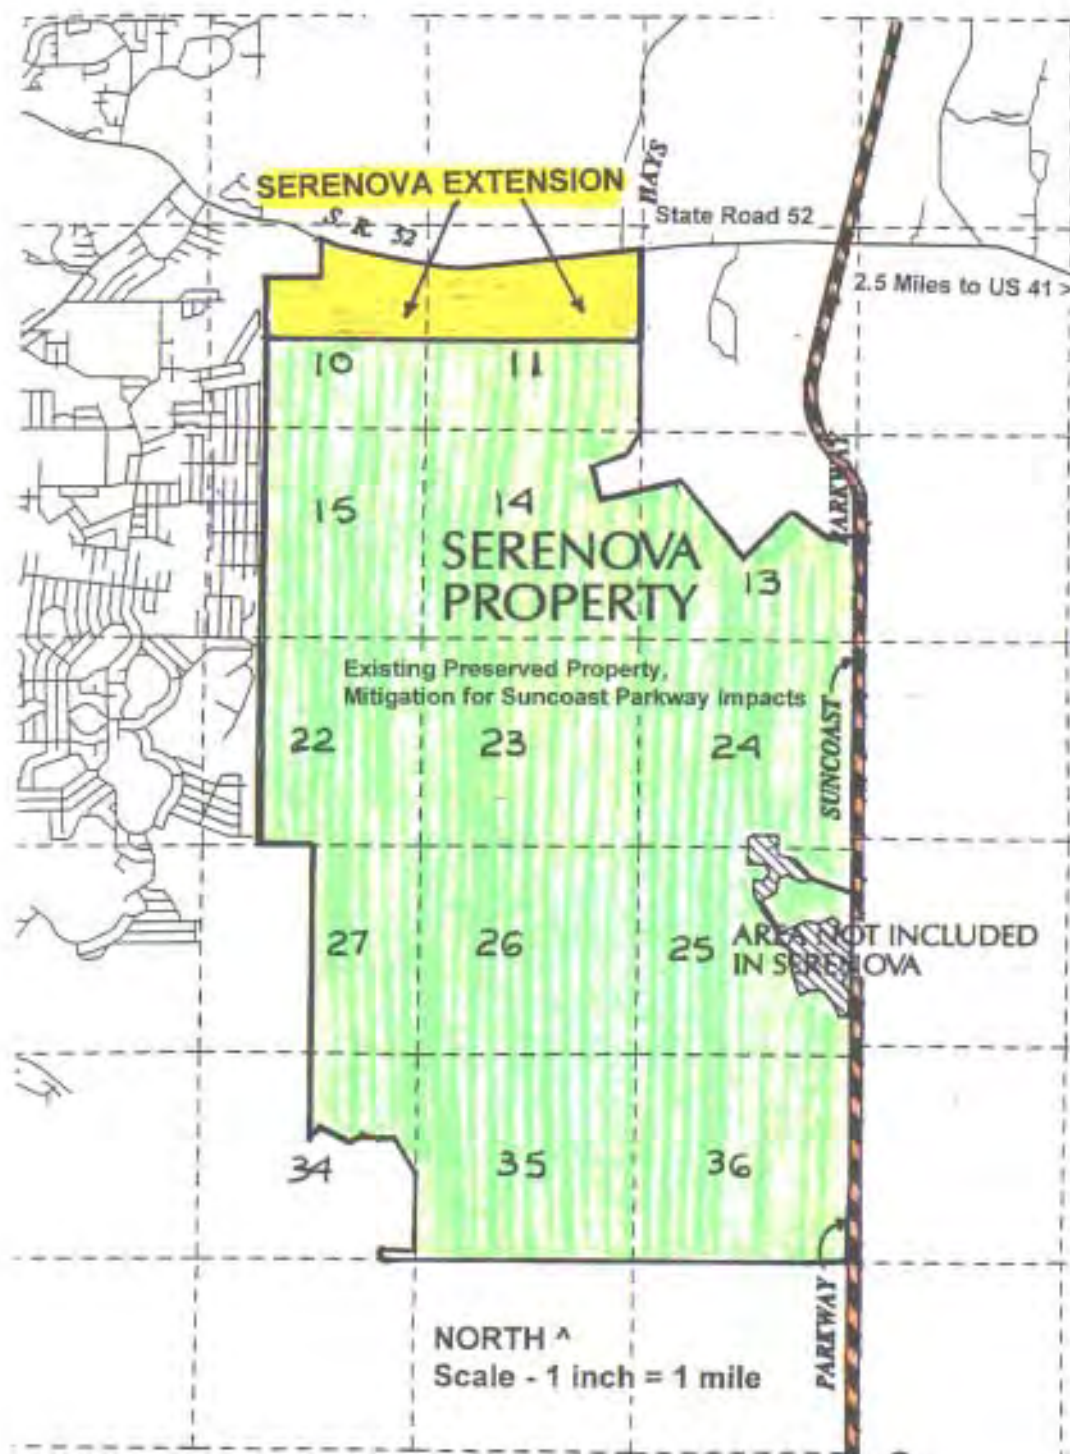 HAYS
SERENOVA EXTENSION
S. R. 52
State Road 52
2.5 Miles to US 41 >
10
11
PARKWAY
15
14
SERENOVA
PROPERTY
13
Existing Preserved Property,
Mitigation for Suncoast Parkway Impacts
22
23
24
SUNCOAST
27
26
25
AREA NOT INCLUDED
IN SERENOVA
34
35
36
PARKWAY
NORTH ^
Scale - 1 inch = 1 mile